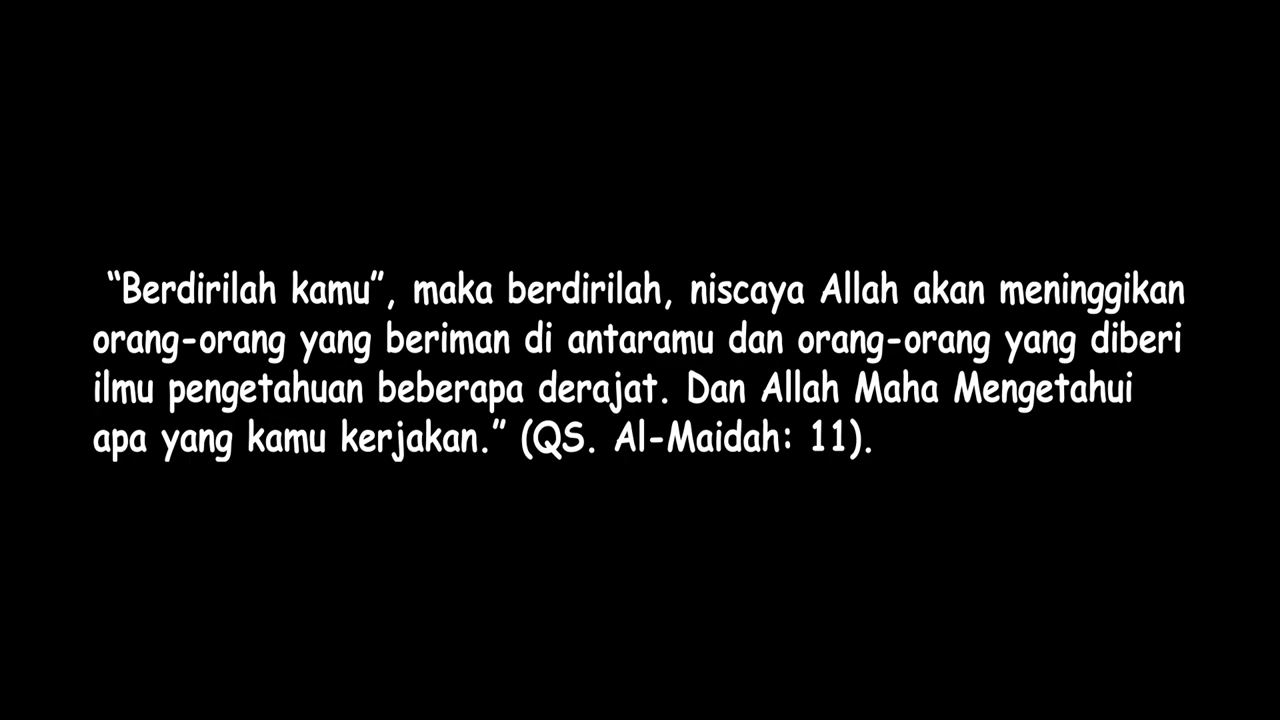 “Berdirilah kamu”, maka berdirilah, niscaya Allah akan meninggikan
orang-orang yang beriman di antaramu dan orang-orang yang diberi
ilmu pengetahuan beberapa derajat. Dan Allah Maha Mengetahui
apa yang kamu kerjakan.” (QS. Al-Maidah: 11).